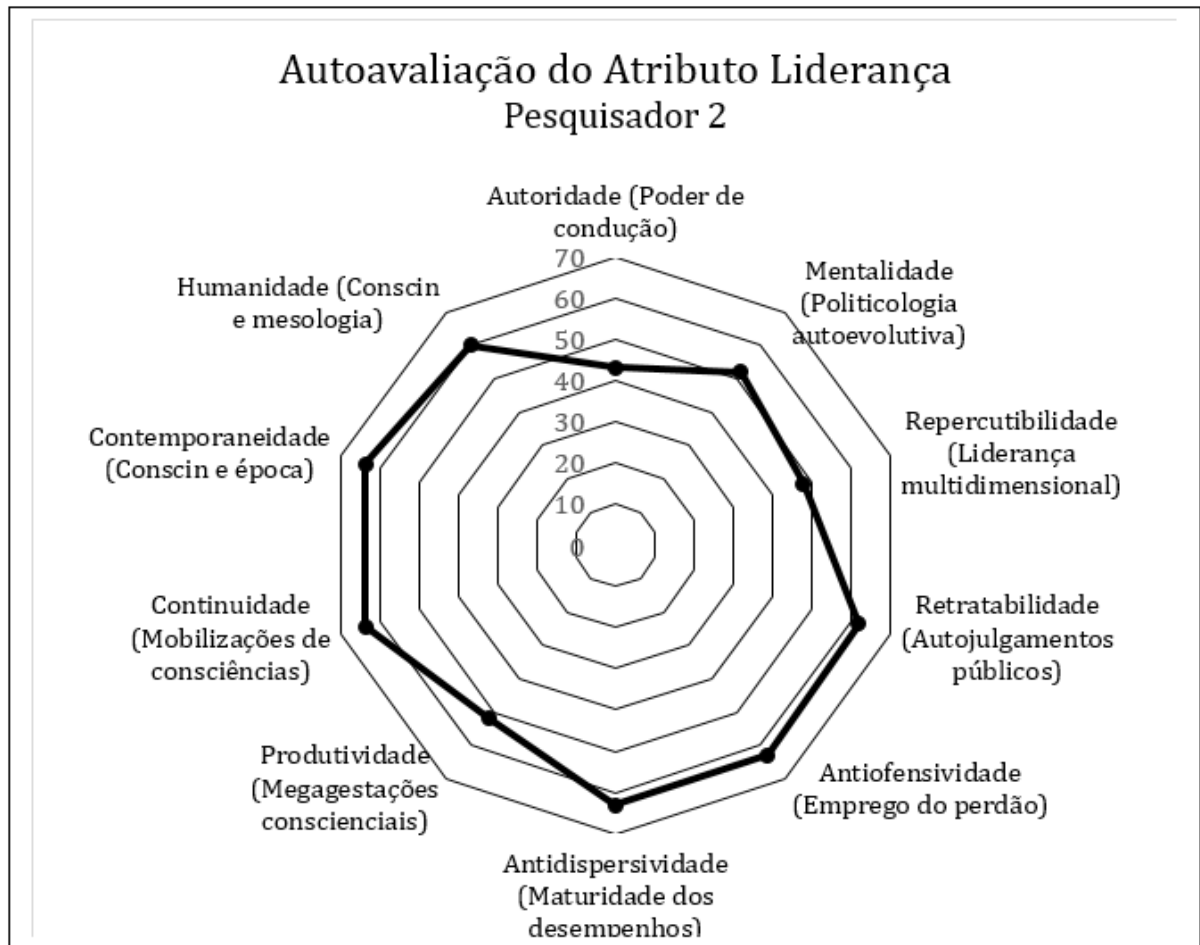 Autoavaliação do Atributo Liderança
Pesquisador 2
Autoridade (Poder de
condução)
Mentalidade
(Politicologia
autoevolutiva)
Repercutibilidade
(Liderança
multidimensional)
Retratabilidade
(Autojulgamentos
públicos)
Antiofensividade
(Emprego do perdão)
Antidispersividade
(Maturidade dos
desempenhos)
Produtividade
(Megagestações
conscienciais)
Continuidade
(Mobilizações de
consciências)
Contemporaneidade
(Conscin e época)
Humanidade (Conscin
e mesologia)
70
60
50
40
30
20
10
0